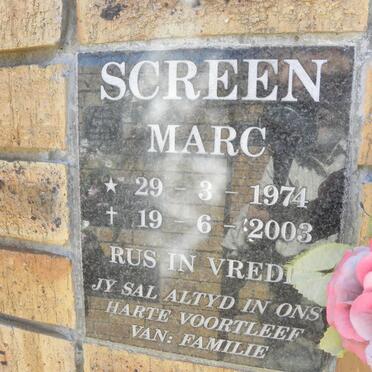 SCREEN
MARC
★ 29 - 3 - 1974
† 19 - 6 - 2003
RUS IN VREDE
JY SAL ALTYD IN ONS
HARTE VOORTLEEF
VAN: FAMILIE